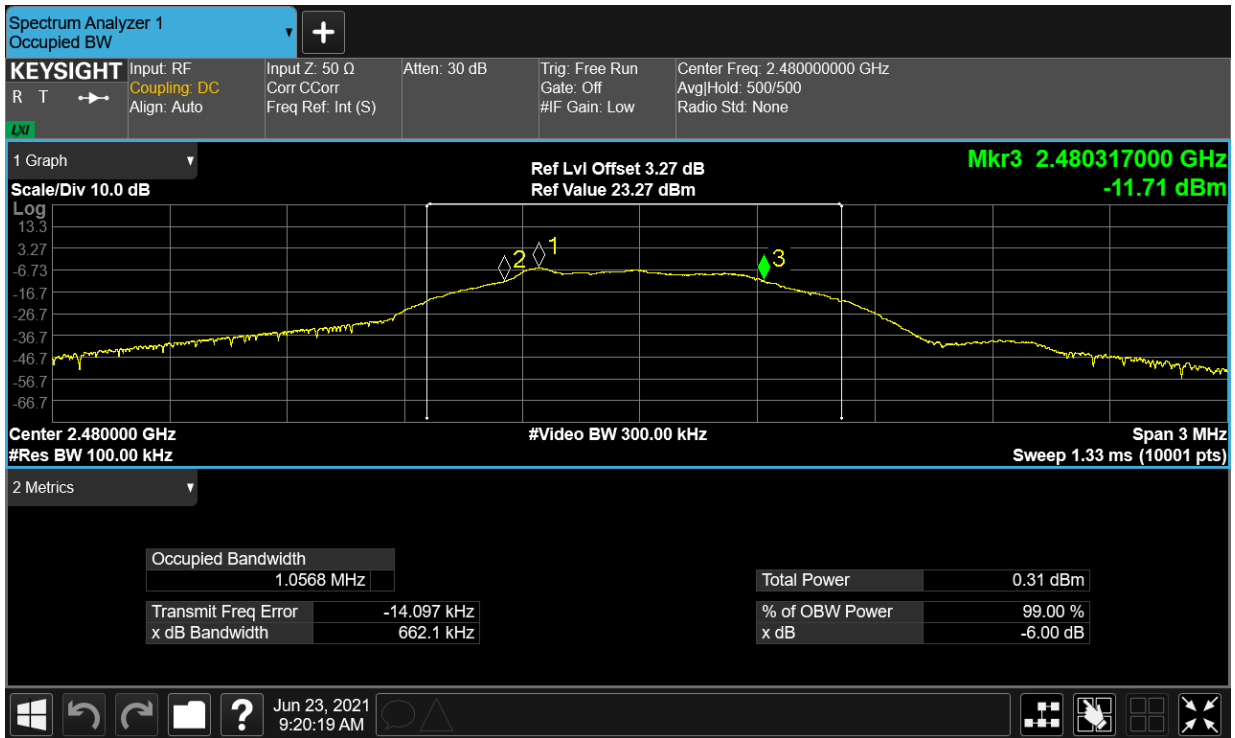 Spectrum Analyzer 1
Occupied BW
▼
+
KEYSIGHT
R T
LXI
Input: RF
Coupling: DC
Align: Auto
Input Z: 50 Ω
Corr CCorr
Freq Ref: Int (S)
Atten: 30 dB
Trig: Free Run
Gate: Off
#IF Gain: Low
Center Freq: 2.480000000 GHz
Avg|Hold: 500/500
Radio Std: None
1 Graph ▼
Scale/Div 10.0 dB
Ref Lvl Offset 3.27 dB
Ref Value 23.27 dBm
Mkr3 2.480317000 GHz
-11.71 dBm
Log
13.3
3.27
-6.73
-16.7
-26.7
-36.7
-46.7
-56.7
-66.7
2
1
3
Center 2.480000 GHz
#Res BW 100.00 kHz
#Video BW 300.00 kHz
Span 3 MHz
Sweep 1.33 ms (10001 pts)
2 Metrics ▼
Occupied Bandwidth
1.0568 MHz
Transmit Freq Error -14.097 kHz
x dB Bandwidth 662.1 kHz
Total Power 0.31 dBm
% of OBW Power 99.00 %
x dB -6.00 dB
?
Jun 23, 2021
9:20:19 AM